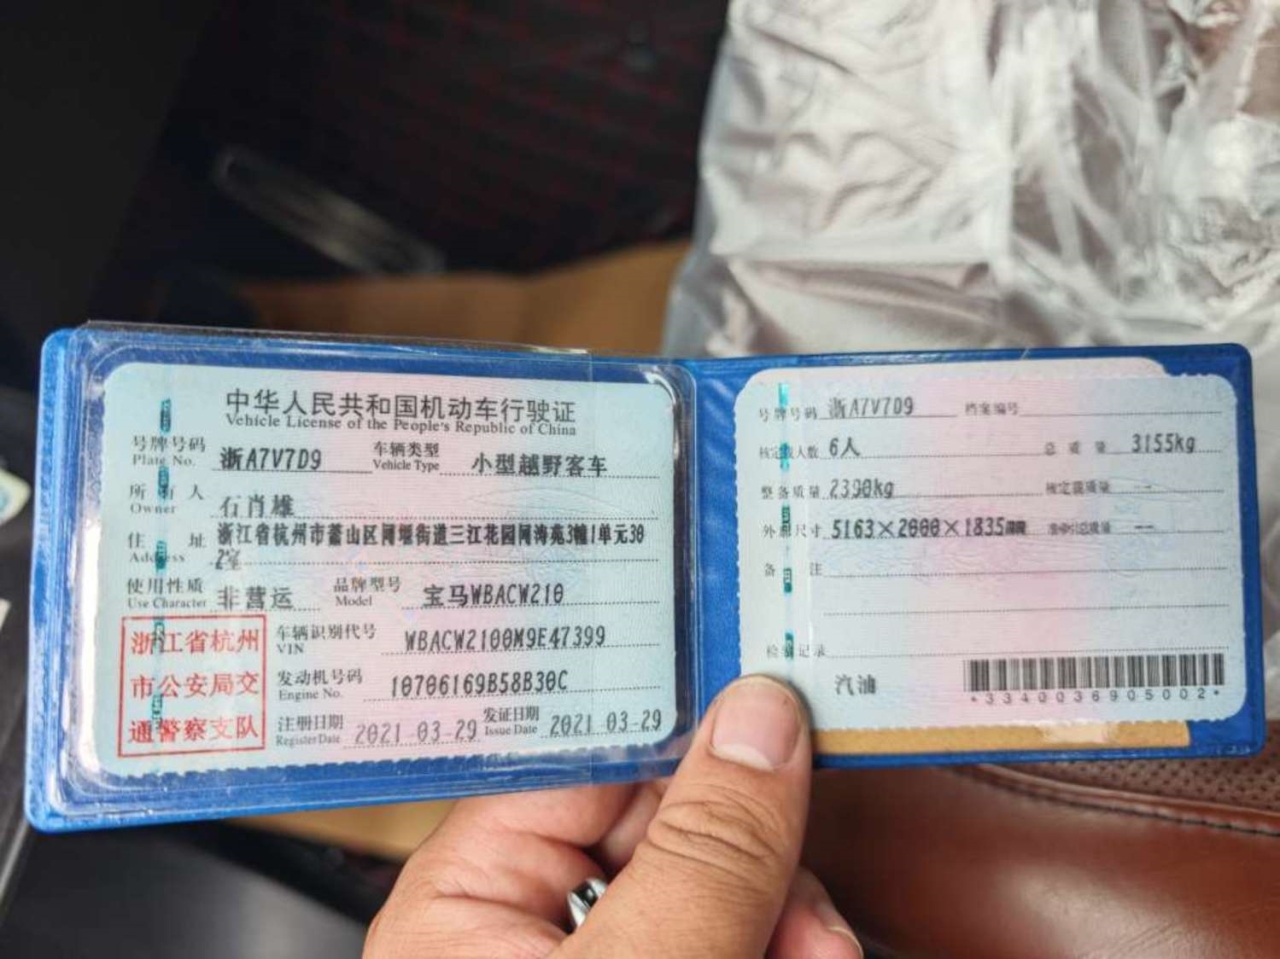 中华人民共和国机动车行驶证
Vehicle License of the People's Republic of China
号牌号码 浙A7V7D9 车辆类型 小型越野客车
Plate No. Vehicle Type
所有人 石肖雄
Owner
住址 浙江省杭州市萧山区闻堰街道三江花园闻涛苑3幢1单元30
Address 2室
使用性质 非营运 品牌型号 宝马WBACW210
Use Character Model
浙江省杭州
市公安局交
通警察支队
车辆识别代号 WBACW2100M9E47399
VIN
发动机号码 10706169B58B30C
Engine No.
注册日期 2021-03-29 发证日期 2021-03-29
Register Date Issue Date
号牌号码 浙A7V7D9 档案编号
核定载人数 6人 总质量 3155kg
整备质量 2390kg 核定载质量 --
外廓尺寸 5163×2000×1835mm 准牵引总质量 --
备注
检验记录
汽油
*3340036905002*